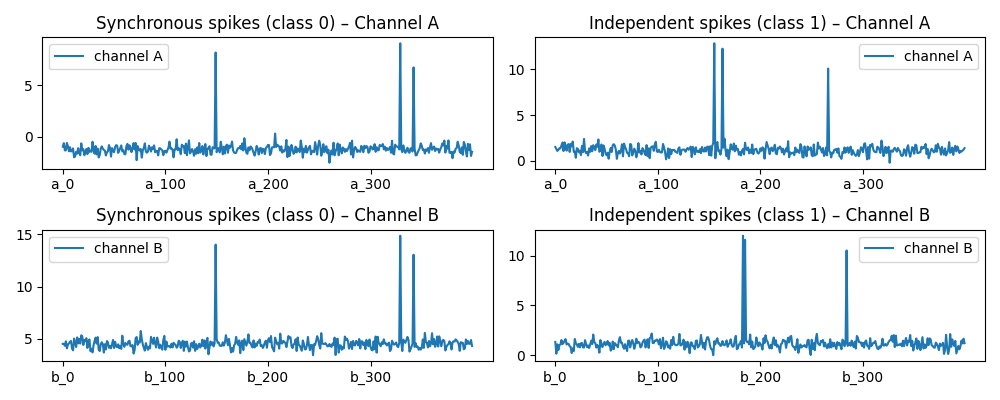 Synchronous spikes (class 0) – Channel A
channel A
5
0
a_0 a_100 a_200 a_300
Independent spikes (class 1) – Channel A
channel A
10
5
0
a_0 a_100 a_200 a_300
Synchronous spikes (class 0) – Channel B
channel B
15
10
5
b_0 b_100 b_200 b_300
Independent spikes (class 1) – Channel B
channel B
10
5
0
b_0 b_100 b_200 b_300